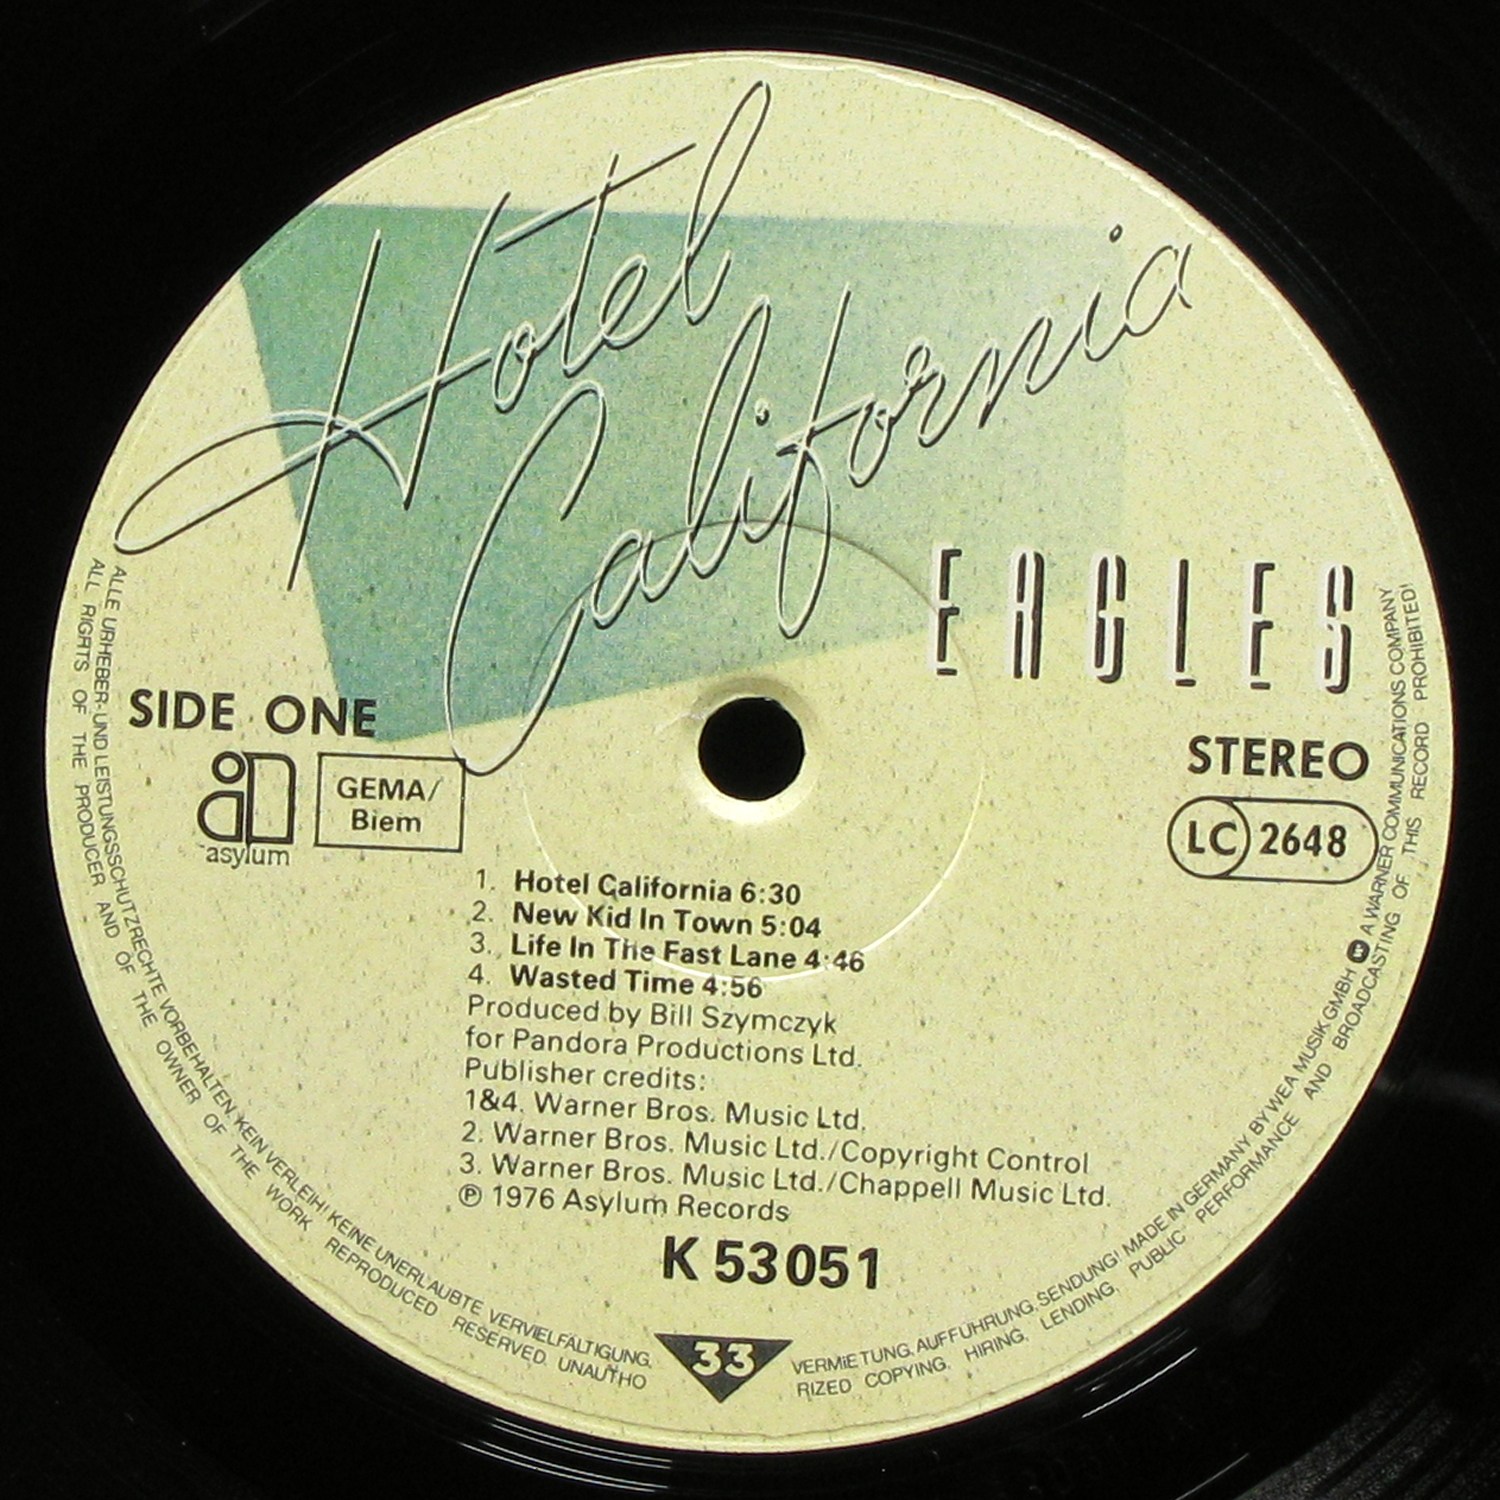 Hotel
California
EAGLES
SIDE ONE
STEREO
asylum
GEMA/
Biem
LC 2648
1. Hotel California 6:30
2. New Kid In Town 5:04
3. Life In The Fast Lane 4:46
4. Wasted Time 4:56
Produced by Bill Szymczyk
for Pandora Productions Ltd.
Publisher credits:
1&4. Warner Bros. Music Ltd.
2. Warner Bros. Music Ltd./Copyright Control
3. Warner Bros. Music Ltd./Chappell Music Ltd.
℗ 1976 Asylum Records
K 53051
33
ALLE URHEBER- UND LEISTUNGSSCHUTZRECHTE VORBEHALTEN. KEIN VERLEIH! KEINE UNERLAUBTE VERVIELFÄLTIGUNG, VERMIETUNG, AUFFÜHRUNG, SENDUNG! MADE IN GERMANY BY WEA MUSIK GMBH A WARNER COMMUNICATIONS COMPANY
ALL RIGRTS OF THE PRODUCER AND OF THE OWNER OF THE WORK REPRODUCED RESERVED. UNAUTHORIZED COPYING, HIRING, LENDING, PUBLIC PERFORMANCE AND BROADCASTING OF THIS RECORD PROHIBITED!